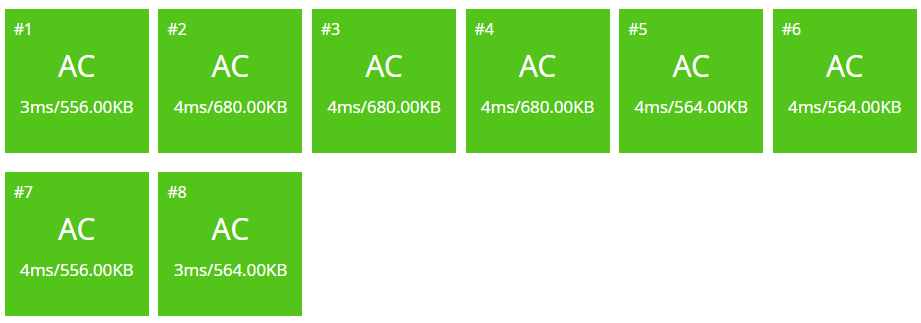 #1
AC
3ms/556.00KB
#2
AC
4ms/680.00KB
#3
AC
4ms/680.00KB
#4
AC
4ms/680.00KB
#5
AC
4ms/564.00KB
#6
AC
4ms/564.00KB
#7
AC
4ms/556.00KB
#8
AC
3ms/564.00KB